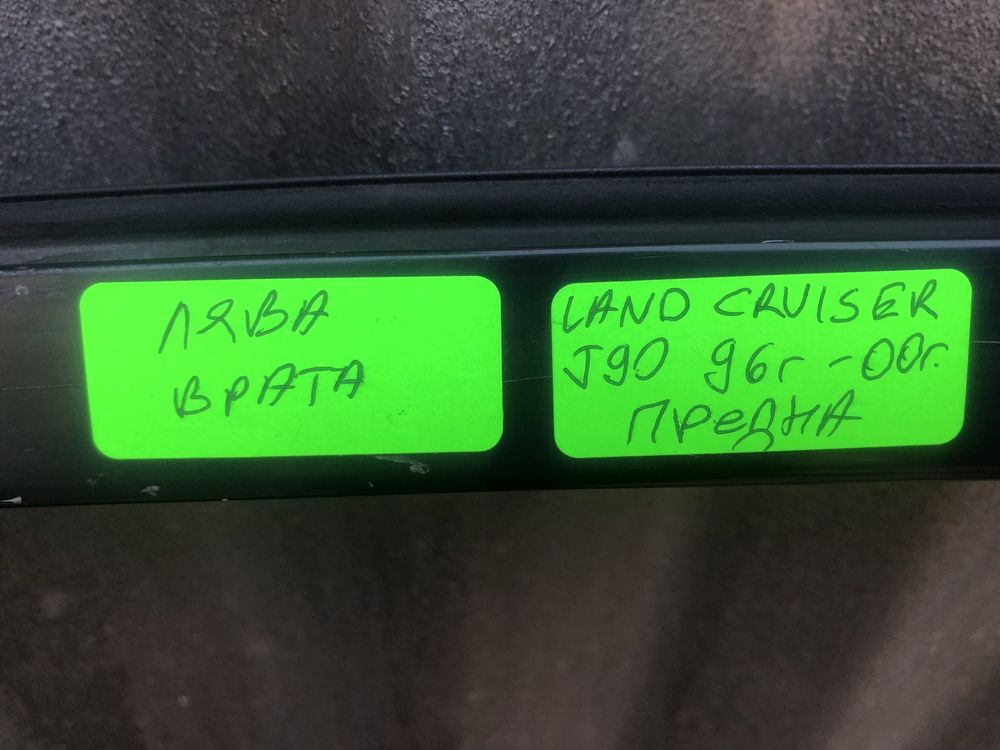 ЛЯВА
ВРАТА
LAND CRUISER
J90 96г -00г.
ПРеДНА